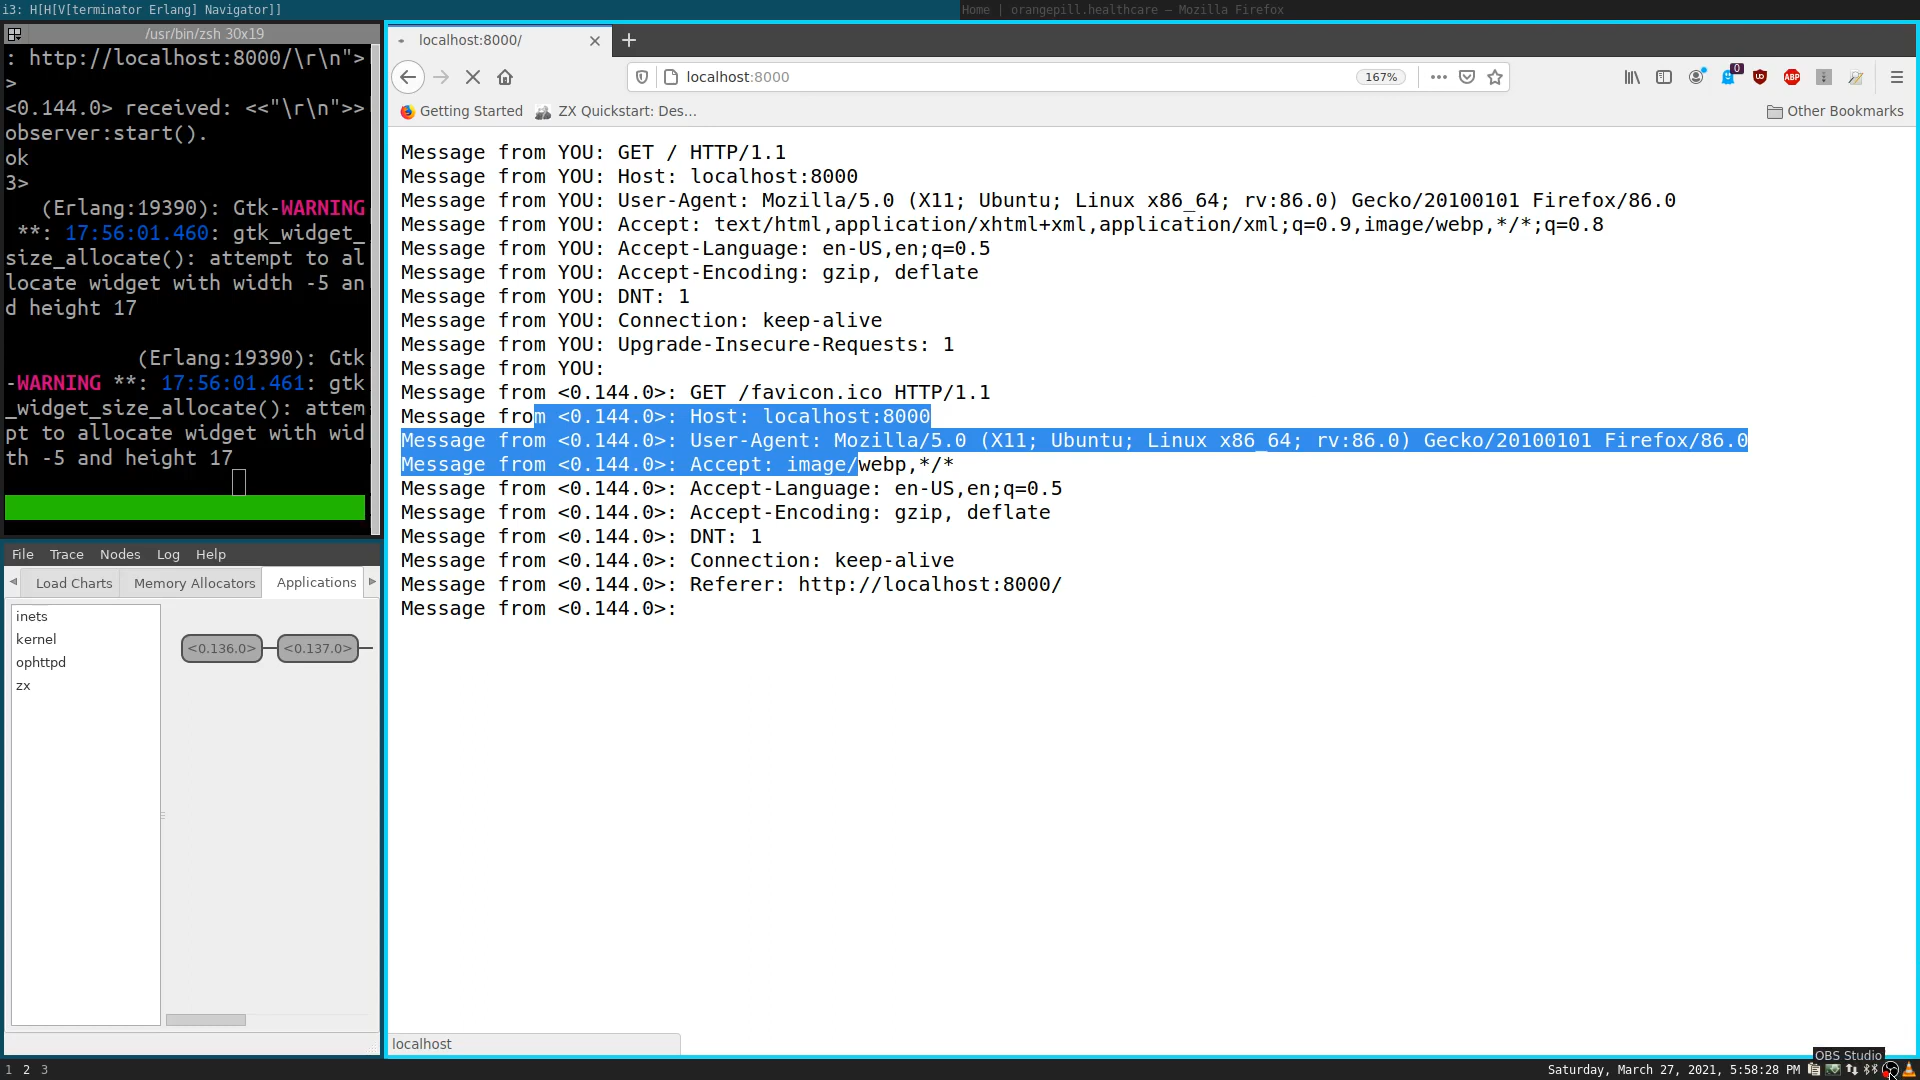 i3: H[H[V[terminator Erlang] Navigator]]
Home | orangepill.healthcare — Mozilla Firefox
/usr/bin/zsh 30x19
: http://localhost:8000/\r\n">
>
<0.144.0> received: <<"\r\n">>
observer:start().
ok
3>
(Erlang:19390): Gtk-WARNING
**: 17:56:01.460: gtk_widget_
size_allocate(): attempt to al
locate widget with width -5 an
d height 17
(Erlang:19390): Gtk
-WARNING **: 17:56:01.461: gtk
_widget_size_allocate(): attem
pt to allocate widget with wid
th -5 and height 17
File Trace Nodes Log Help
Load Charts Memory Allocators Applications
inets
kernel
ophttpd
zx
<0.136.0> <0.137.0>
localhost:8000/
localhost:8000 167%
0
UD
ABP
Getting Started ZX Quickstart: Des… Other Bookmarks
Message from YOU: GET / HTTP/1.1
Message from YOU: Host: localhost:8000
Message from YOU: User-Agent: Mozilla/5.0 (X11; Ubuntu; Linux x86_64; rv:86.0) Gecko/20100101 Firefox/86.0
Message from YOU: Accept: text/html,application/xhtml+xml,application/xml;q=0.9,image/webp,*/*;q=0.8
Message from YOU: Accept-Language: en-US,en;q=0.5
Message from YOU: Accept-Encoding: gzip, deflate
Message from YOU: DNT: 1
Message from YOU: Connection: keep-alive
Message from YOU: Upgrade-Insecure-Requests: 1
Message from YOU:
Message from <0.144.0>: GET /favicon.ico HTTP/1.1
Message from <0.144.0>: Host: localhost:8000
Message from <0.144.0>: User-Agent: Mozilla/5.0 (X11; Ubuntu; Linux x86_64; rv:86.0) Gecko/20100101 Firefox/86.0
Message from <0.144.0>: Accept: image/webp,*/*
Message from <0.144.0>: Accept-Language: en-US,en;q=0.5
Message from <0.144.0>: Accept-Encoding: gzip, deflate
Message from <0.144.0>: DNT: 1
Message from <0.144.0>: Connection: keep-alive
Message from <0.144.0>: Referer: http://localhost:8000/
Message from <0.144.0>:
localhost
OBS Studio
1 2 3
Saturday, March 27, 2021, 5:58:28 PM